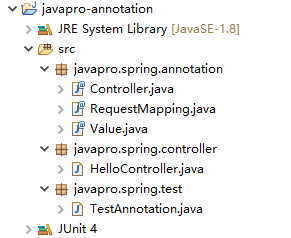 javapro-annotation
JRE System Library [JavaSE-1.8]
src
javapro.spring.annotation
Controller.java
RequestMapping.java
Value.java
javapro.spring.controller
HelloController.java
javapro.spring.test
TestAnnotation.java
JUnit 4